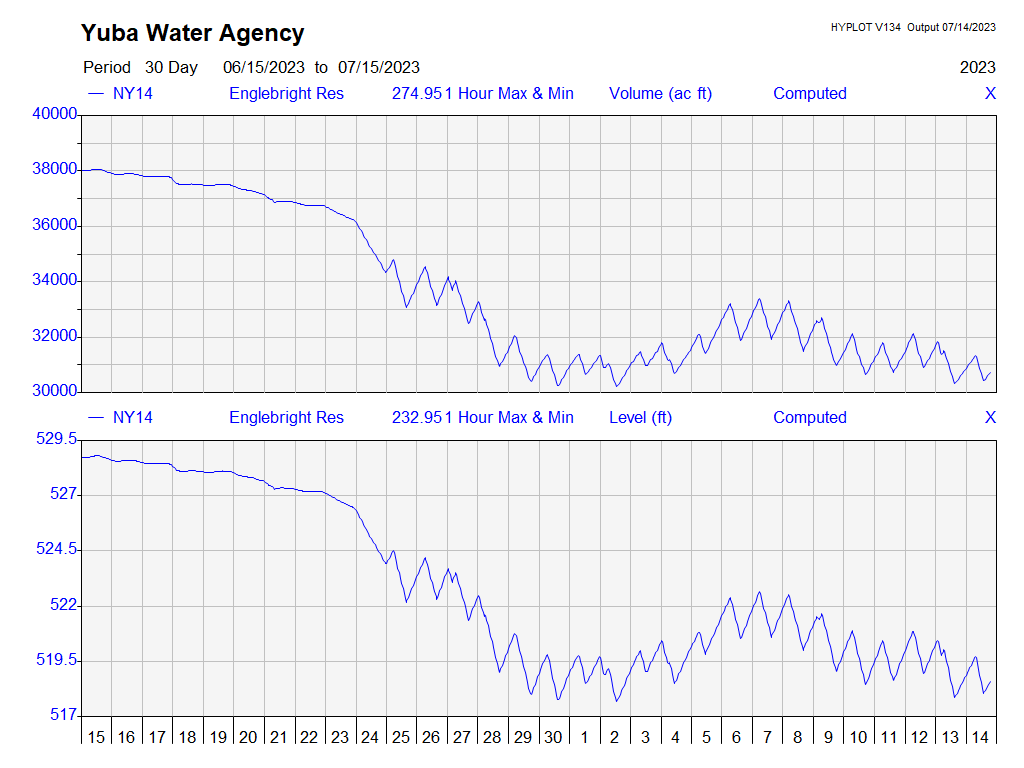 Yuba Water Agency
HYPLOT V134 Output 07/14/2023
Period 30 Day 06/15/2023 to 07/15/2023
2023
NY14 Englebright Res 274.951 Hour Max & Min Volume (ac ft) Computed X
40000
38000
36000
34000
32000
30000
NY14 Englebright Res 232.951 Hour Max & Min Level (ft) Computed X
529.5
527
524.5
522
519.5
517
15 16 17 18 19 20 21 22 23 24 25 26 27 28 29 30 1 2 3 4 5 6 7 8 9 10 11 12 13 14